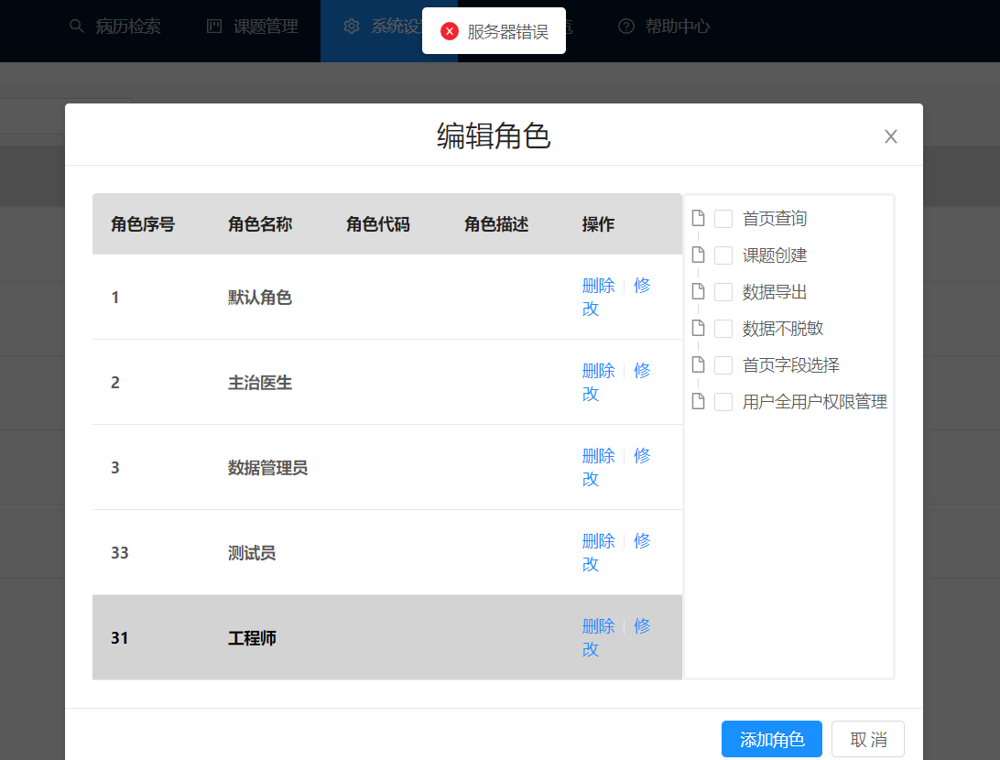 病历检索
课题管理
系统设
服务器错误
帮助中心
编辑角色
角色序号 角色名称 角色代码 角色描述 操作
1 默认角色 删除 修
改
2 主治医生 删除 修
改
3 数据管理员 删除 修
改
33 测试员 删除 修
改
31 工程师 删除 修
改
首页查询
课题创建
数据导出
数据不脱敏
首页字段选择
用户全用户权限管理
添加角色
取 消